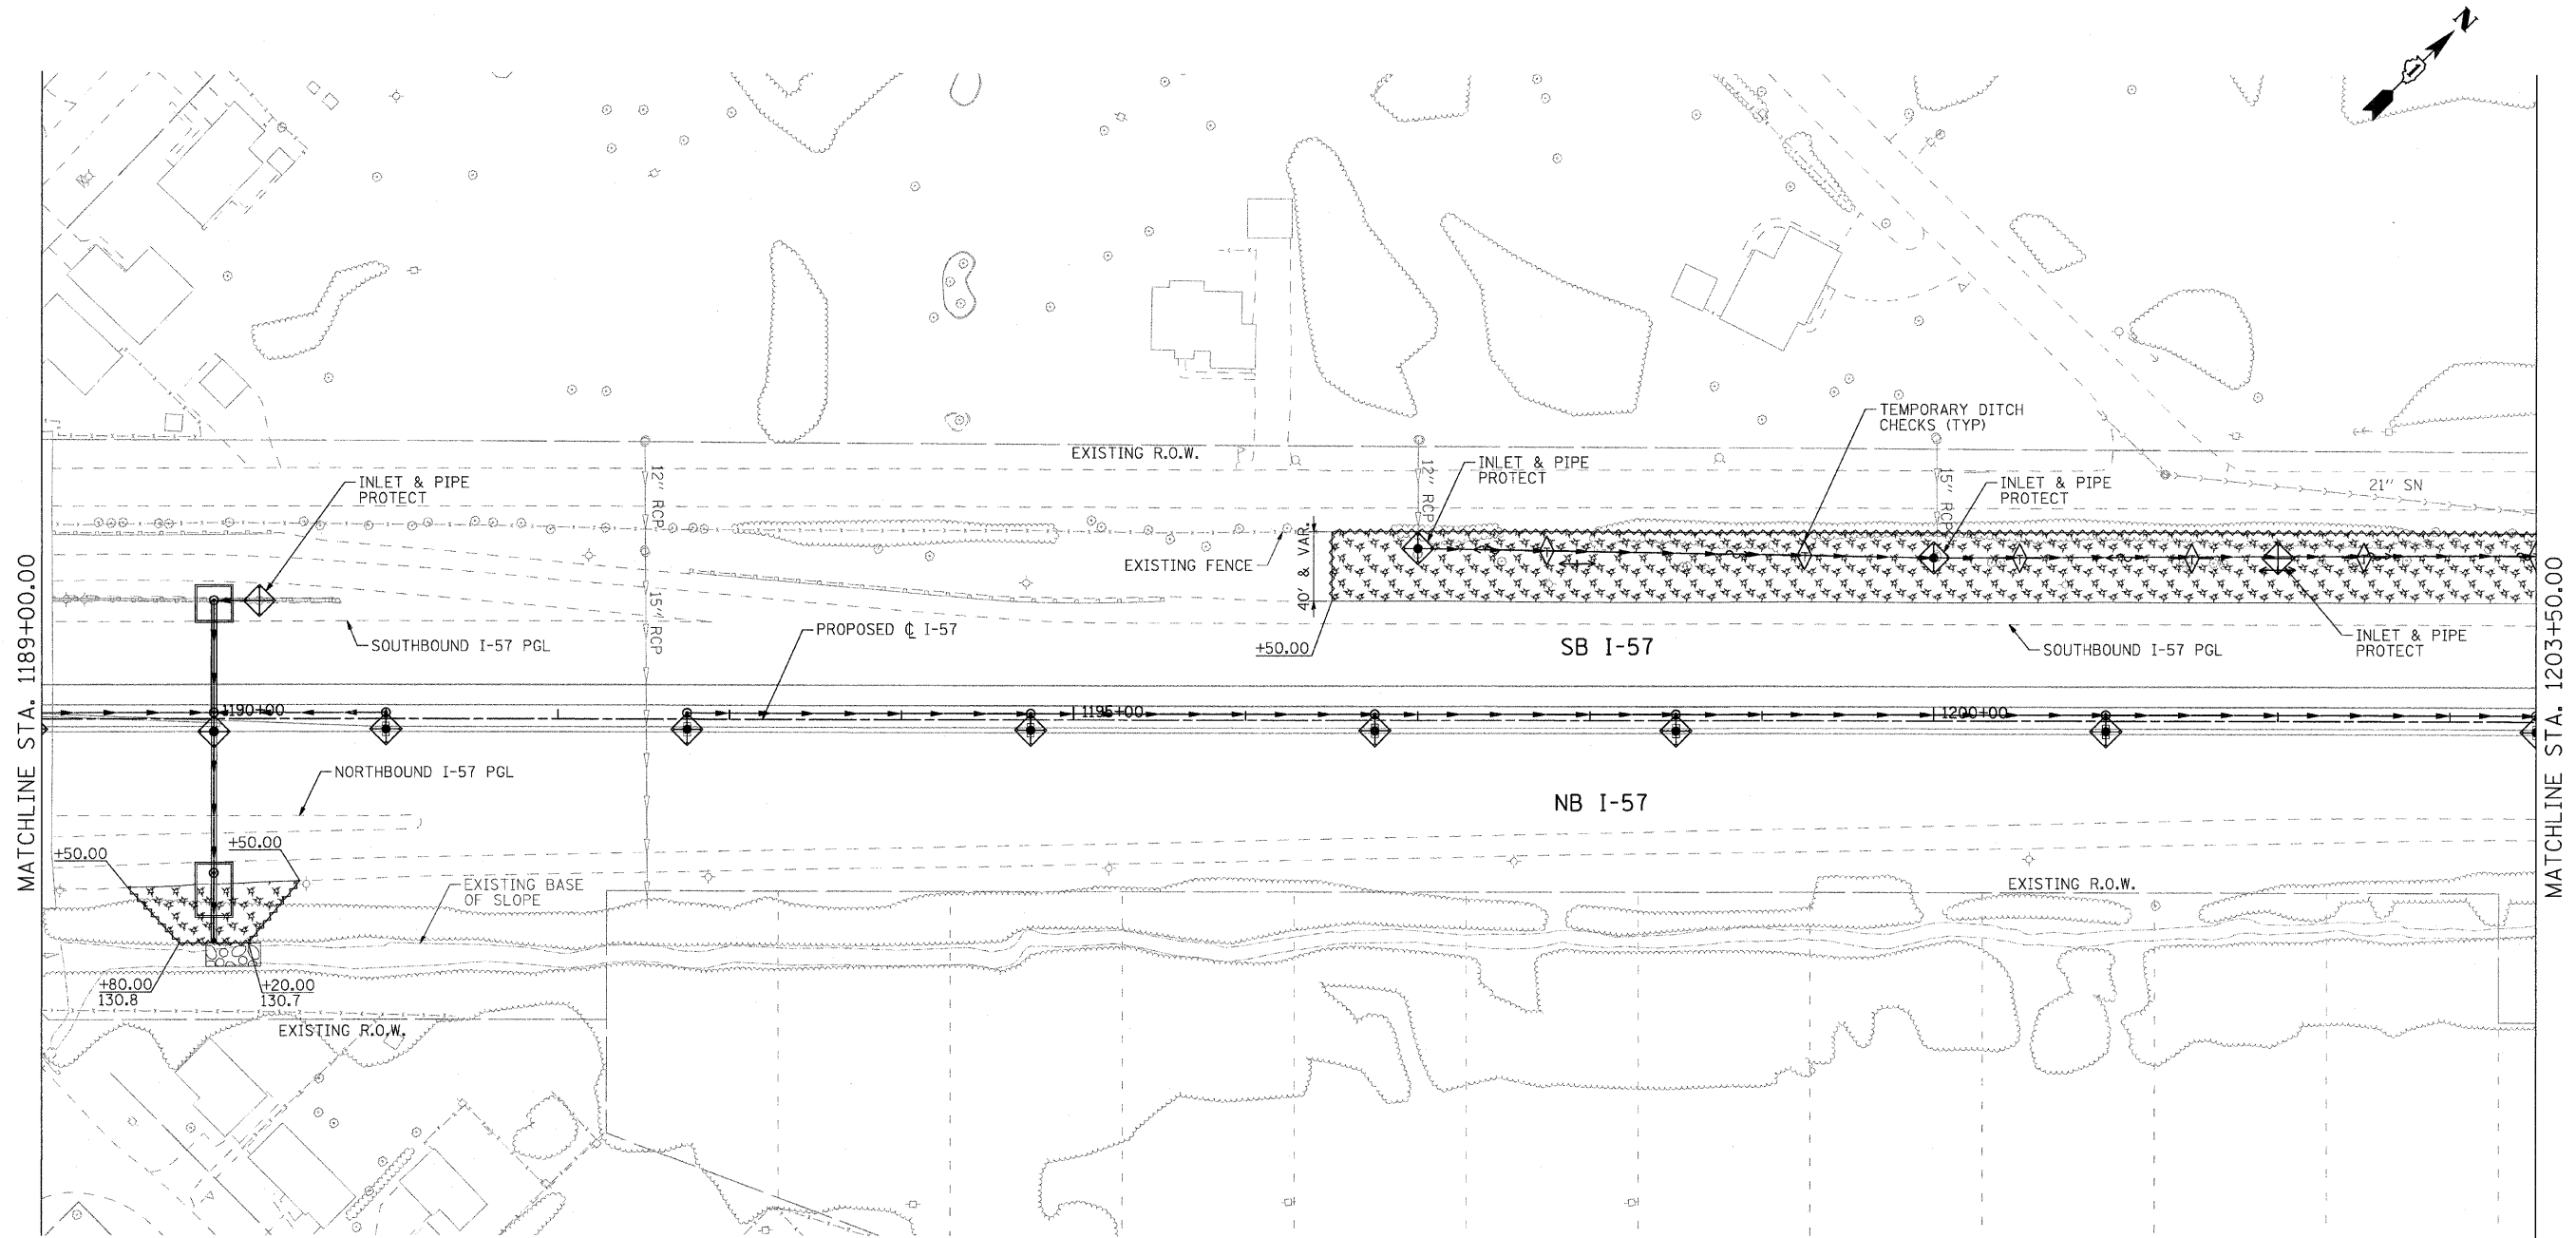 N
1
TEMPORARY DITCH
CHECKS (TYP)
EXISTING R.O.W.
INLET & PIPE
PROTECT
INLET & PIPE
PROTECT
INLET & PIPE
PROTECT
12" RCP
12" RCP
15" RCP
21" SN
EXISTING FENCE
40' & VAR.
15" RCP
MATCHLINE STA. 1189+00.00
MATCHLINE STA. 1203+50.00
SOUTHBOUND I-57 PGL
PROPOSED ℄ I-57
+50.00
SB I-57
SOUTHBOUND I-57 PGL
INLET & PIPE
PROTECT
1190+00
1195+00
1200+00
NORTHBOUND I-57 PGL
NB I-57
+50.00
+50.00
EXISTING BASE
OF SLOPE
EXISTING R.O.W.
+80.00
130.8
+20.00
130.7
EXISTING R.O.W.